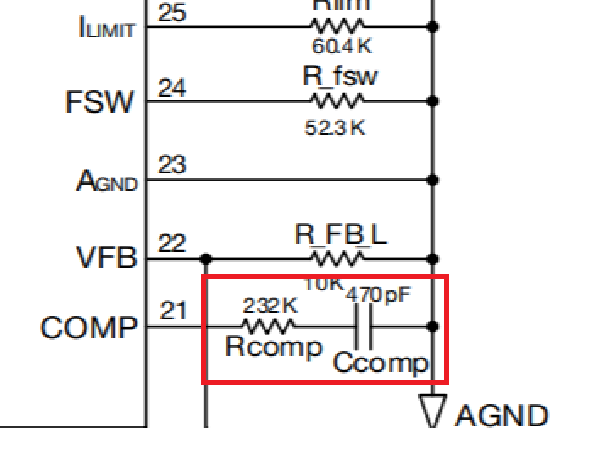 Rlim
ILIMIT 25
60.4K
R_fsw
FSW 24
52.3K
AGND 23
R_FB_L
VFB 22
10K
470pF
232K
COMP 21
Rcomp
Ccomp
AGND